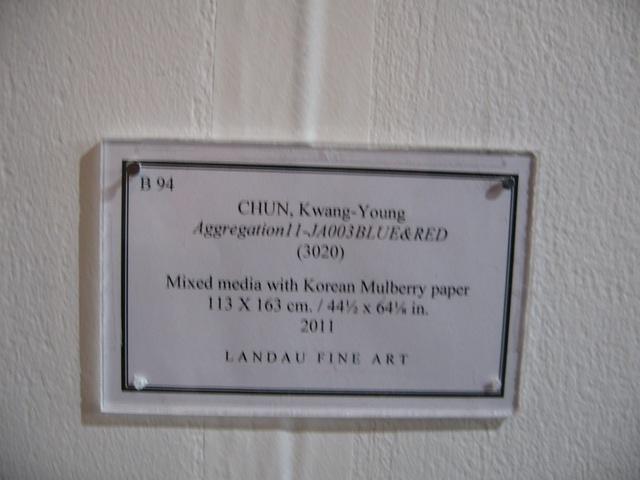 B 94
CHUN, Kwang-Young
Aggregation11-JA003BLUE&RED
(3020)
Mixed media with Korean Mulberry paper
113 X 163 cm. / 44½ x 64⅛ in.
2011
LANDAU FINE ART